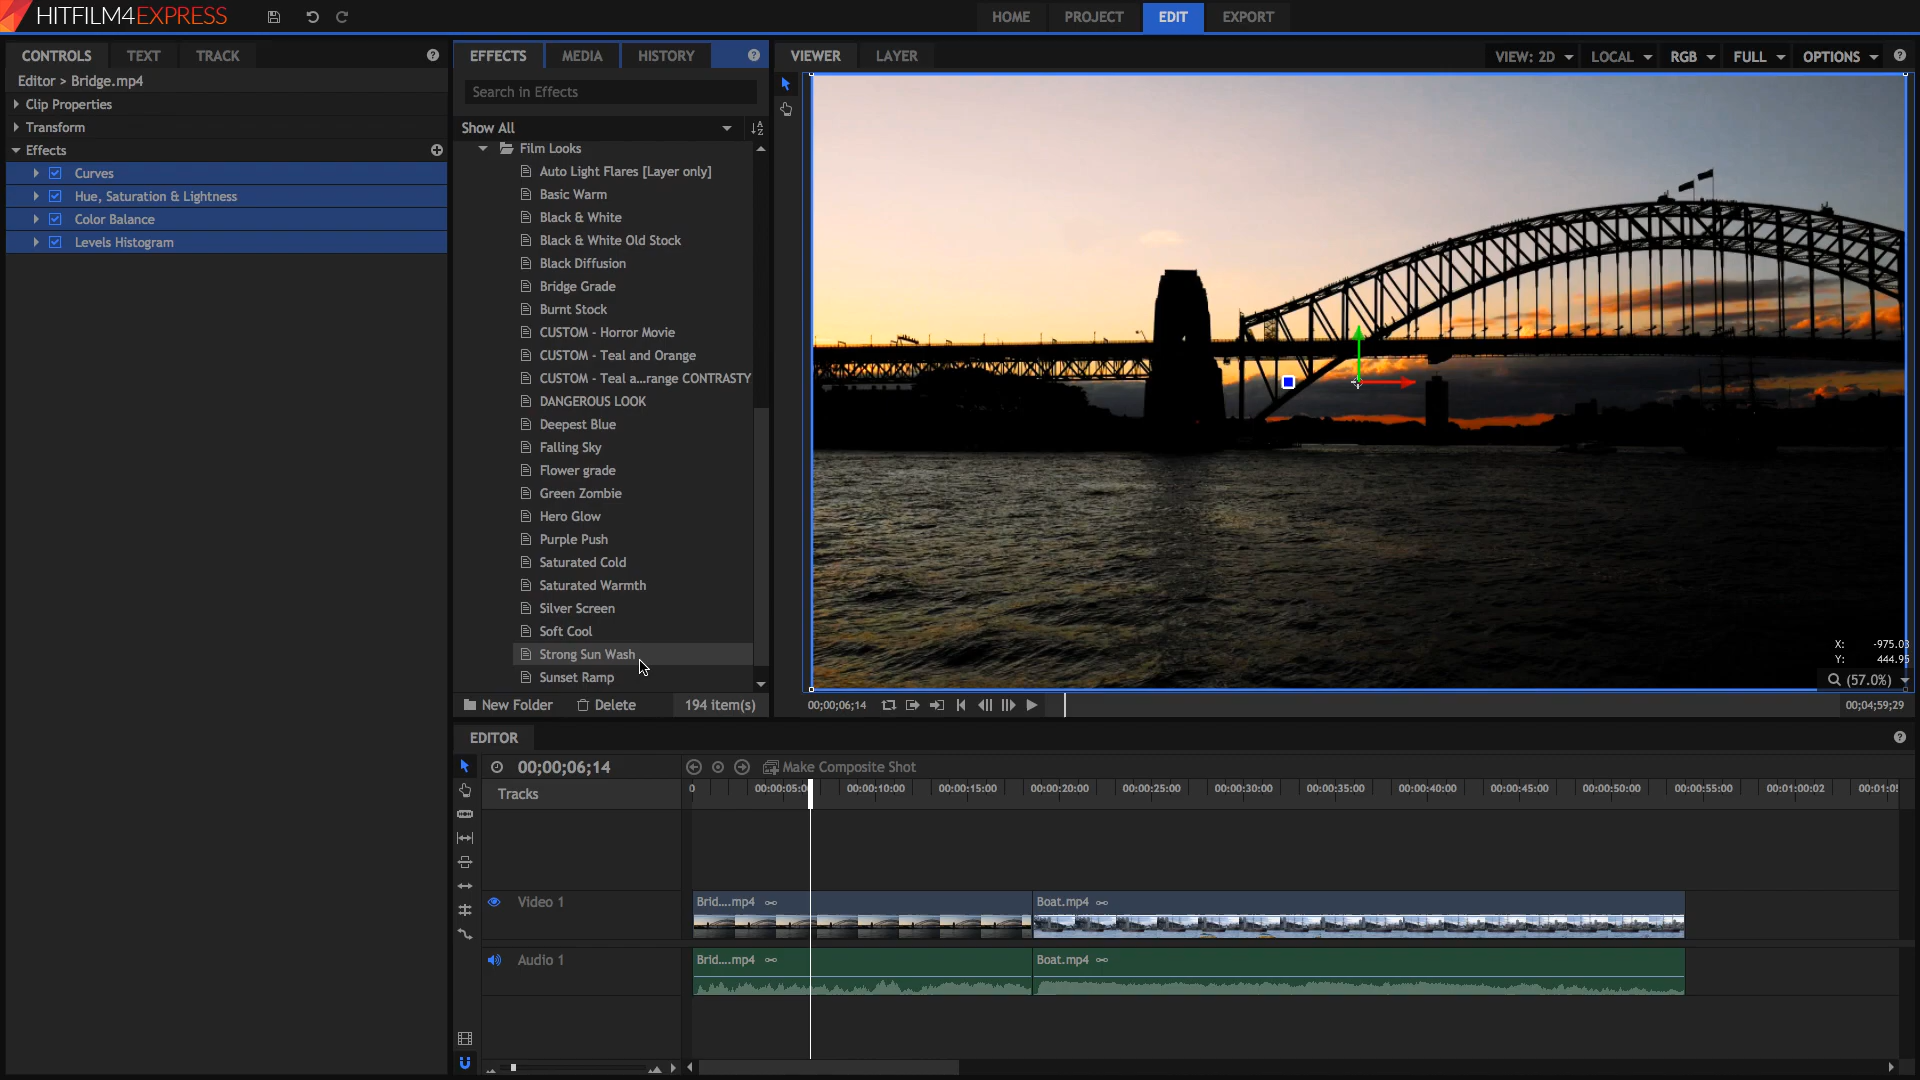 HITFILM4EXPRESS
HOME PROJECT EDIT EXPORT
CONTROLS TEXT TRACK
Editor > Bridge.mp4
Clip Properties
Transform
Effects
Curves
Hue, Saturation & Lightness
Color Balance
Levels Histogram
EFFECTS MEDIA HISTORY
Search in Effects
Show All
Film Looks
Auto Light Flares [Layer only]
Basic Warm
Black & White
Black & White Old Stock
Black Diffusion
Bridge Grade
Burnt Stock
CUSTOM - Horror Movie
CUSTOM - Teal and Orange
CUSTOM - Teal a...range CONTRASTY
DANGEROUS LOOK
Deepest Blue
Falling Sky
Flower grade
Green Zombie
Hero Glow
Purple Push
Saturated Cold
Saturated Warmth
Silver Screen
Soft Cool
Strong Sun Wash
Sunset Ramp
New Folder Delete 194 item(s)
VIEWER LAYER
VIEW: 2D LOCAL RGB FULL OPTIONS
X: -975.03
Y: 444.95
(57.0%)
00;00;06;14 00;04;59;29
EDITOR
00;00;06;14 Make Composite Shot
Tracks
0 00:00:05:0 00:00:10:00 00:00:15:00 00:00:20:00 00:00:25:00 00:00:30:00 00:00:35:00 00:00:40:00 00:00:45:00 00:00:50:00 00:00:55:00 00:01:00:02 00:01:05
Video 1 Brid....mp4 Boat.mp4
Audio 1 Brid....mp4 Boat.mp4